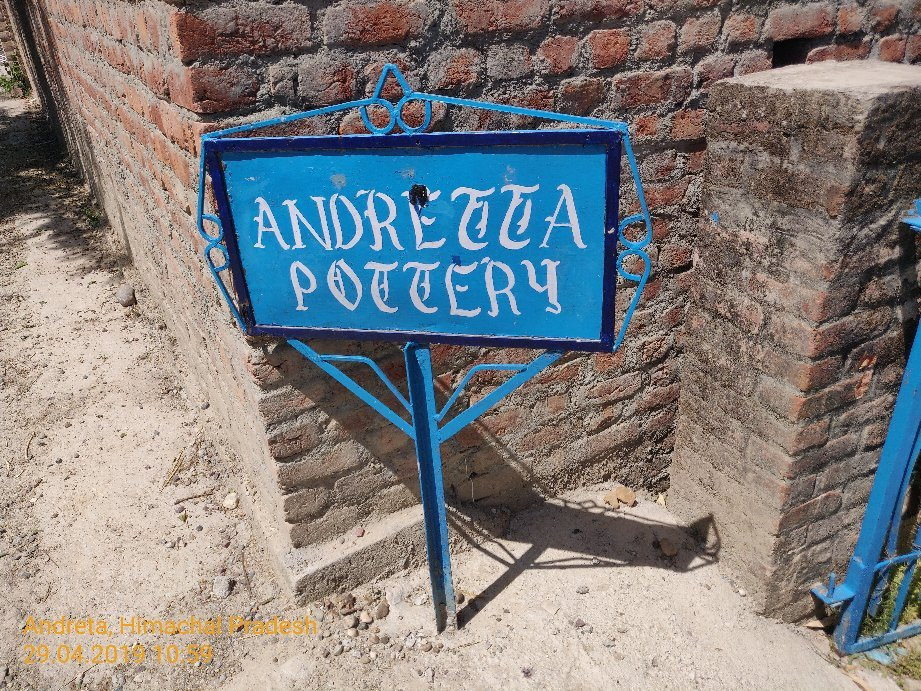 ANDRETTA
POTTERY
Andreta, Himachal Pradesh
29.04.2019 10:59